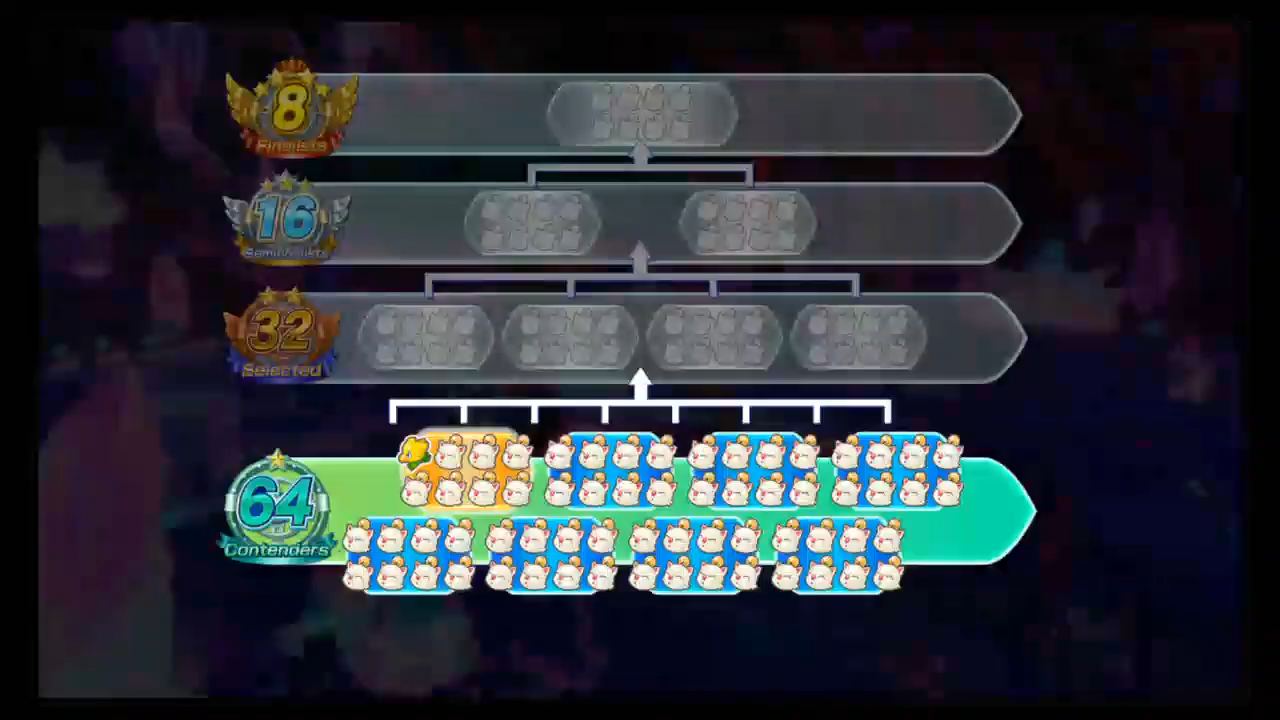 8
Finalists
16
Semifinalists
32
Selected
64
Contenders